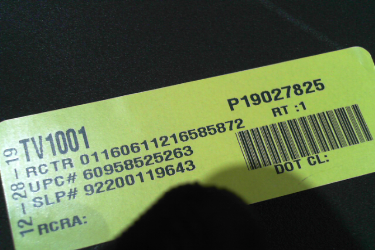 12-28-19
TV1001
P19027825
RCTR 01160611216585872
RT :1
UPC# 60958525263
SLP# 92200119643
DOT CL:
RCRA: